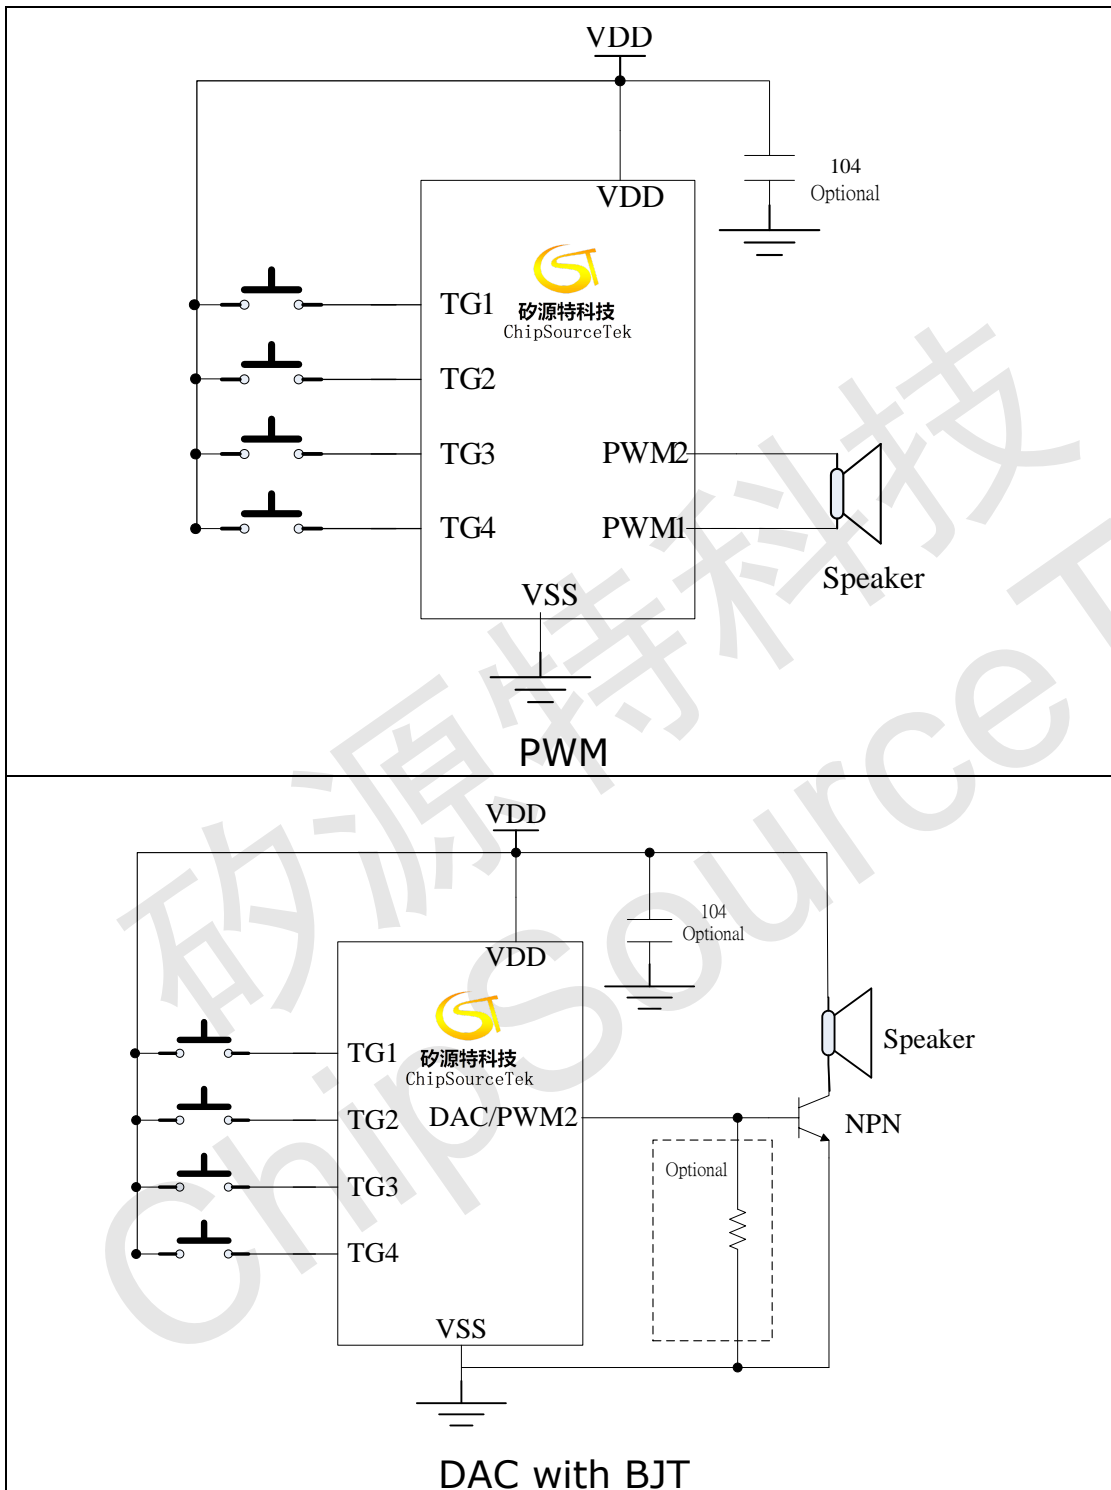 VDD
104
Optional
VDD
矽源特科技
ChipSourceTek
TG1
TG2
TG3
TG4
PWM2
PWM1
Speaker
VSS
PWM
VDD
104
Optional
VDD
矽源特科技
ChipSourceTek
TG1
TG2
TG3
TG4
DAC/PWM2
Speaker
NPN
Optional
VSS
DAC with BJT
矽源特科技
ChipSourceT